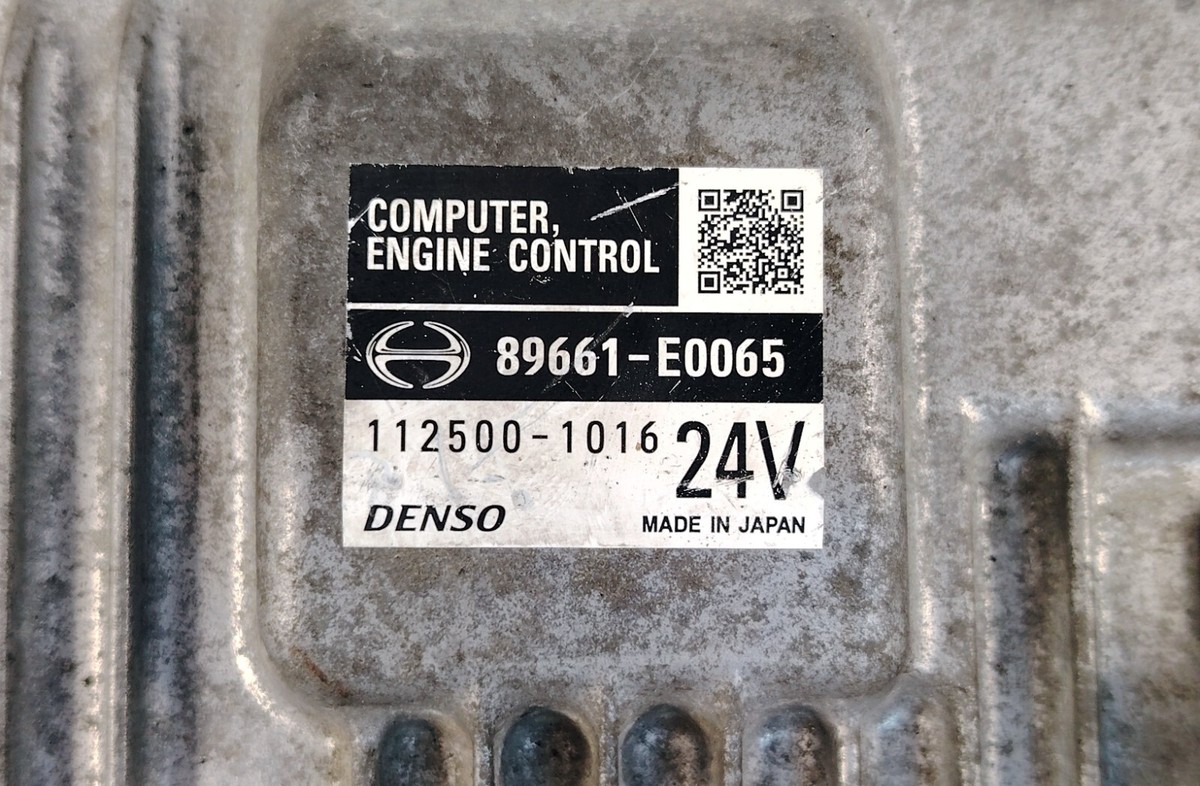 COMPUTER,
ENGINE CONTROL
89661-E0065
112500-1016
24V
DENSO
MADE IN JAPAN